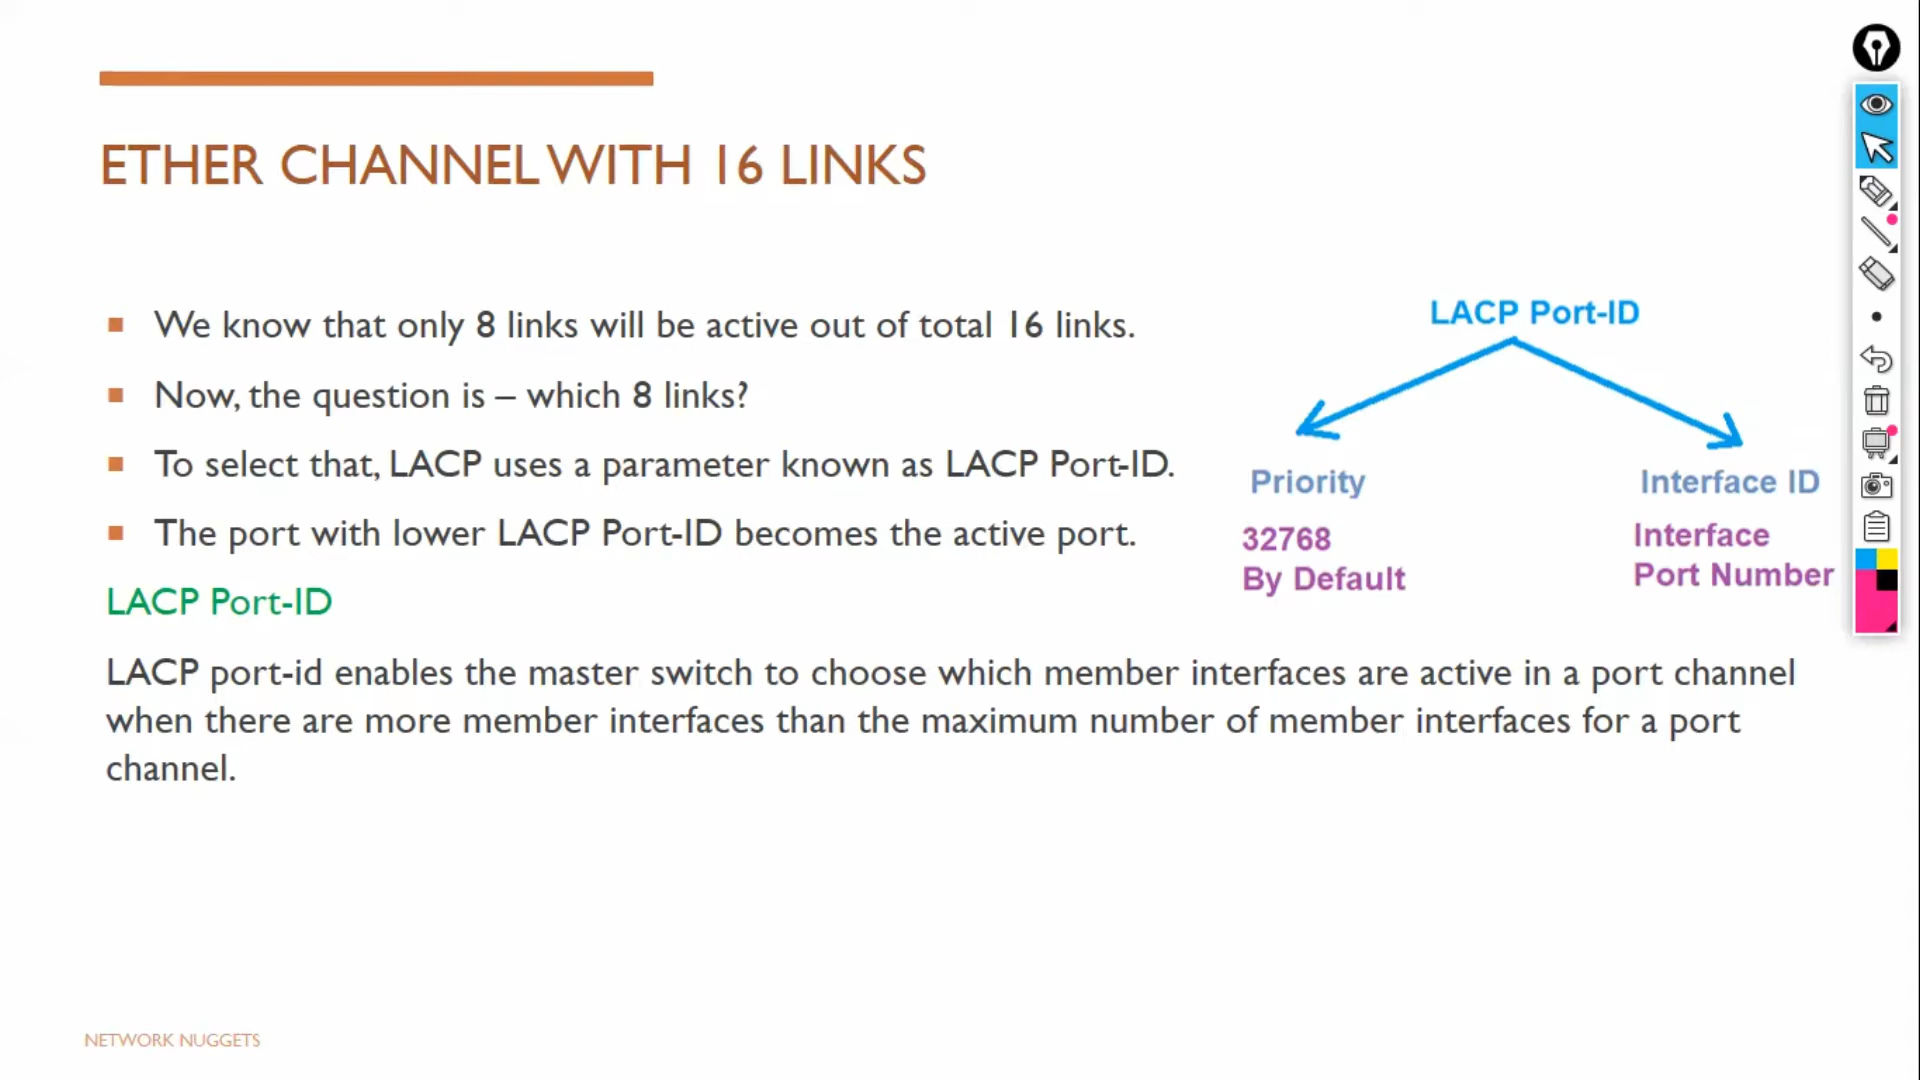 ETHER CHANNEL WITH 16 LINKS
We know that only 8 links will be active out of total 16 links.
Now, the question is – which 8 links?
To select that, LACP uses a parameter known as LACP Port-ID.
The port with lower LACP Port-ID becomes the active port.
LACP Port-ID
Priority
Interface ID
32768
By Default
Interface
Port Number
LACP Port-ID
LACP port-id enables the master switch to choose which member interfaces are active in a port channel
when there are more member interfaces than the maximum number of member interfaces for a port
channel.
NETWORK NUGGETS